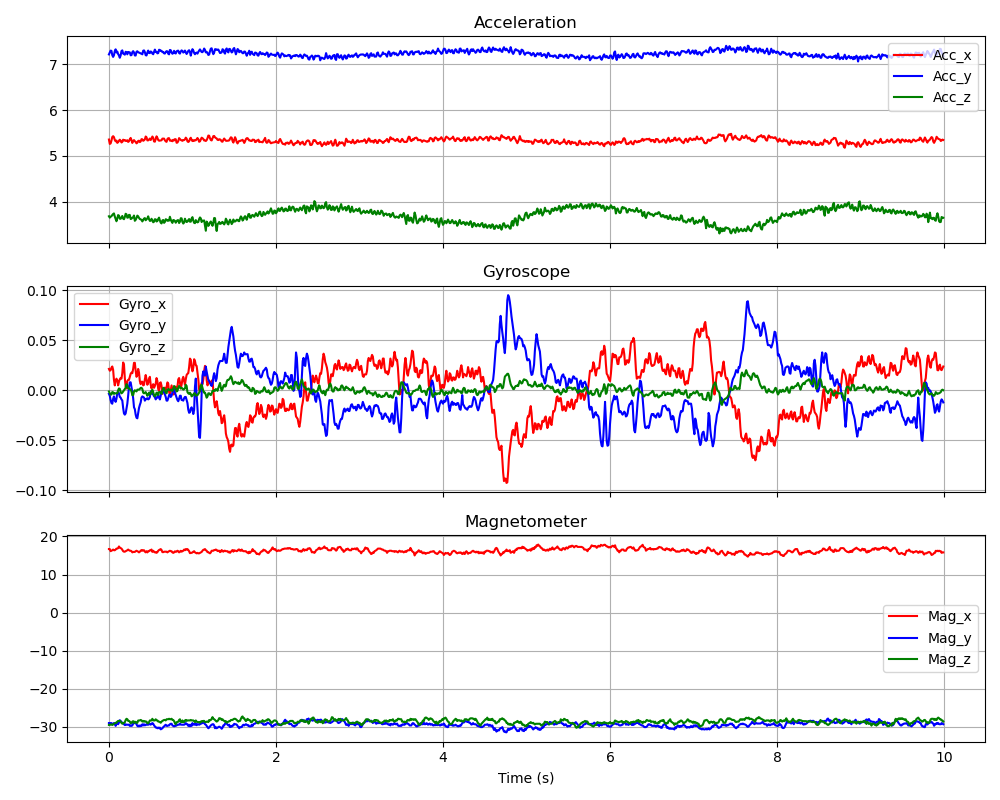 Acceleration
7
6
5
4
Acc_x
Acc_y
Acc_z
Gyroscope
0.10
0.05
0.00
−0.05
−0.10
Gyro_x
Gyro_y
Gyro_z
Magnetometer
20
10
0
−10
−20
−30
Mag_x
Mag_y
Mag_z
0 2 4 6 8 10
Time (s)